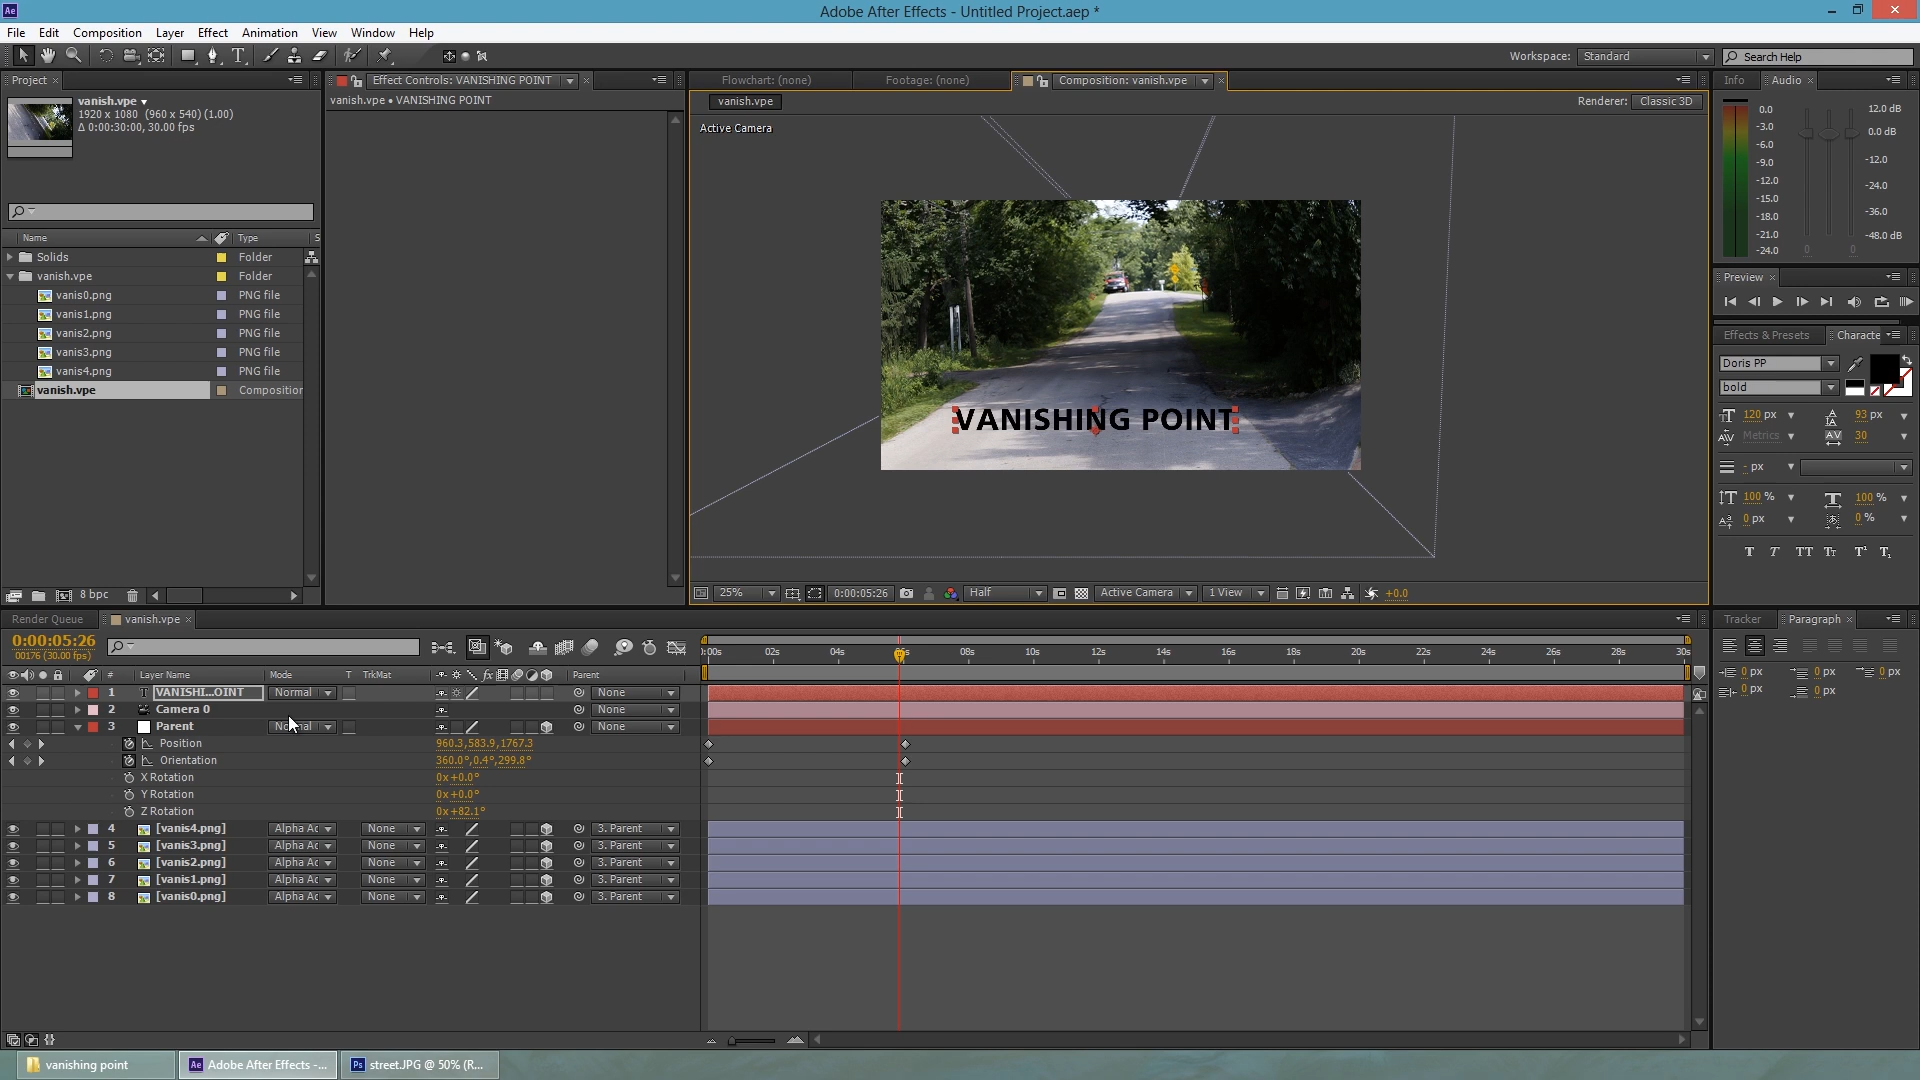 Adobe After Effects - Untitled Project.aep *
File Edit Composition Layer Effect Animation View Window Help
Workspace: Standard Search Help
Project
vanish.vpe
1920 x 1080 (960 x 540) (1.00)
Δ 0:00:30:00, 30.00 fps
Name Type S
Solids Folder
vanish.vpe Folder
vanis0.png PNG file
vanis1.png PNG file
vanis2.png PNG file
vanis3.png PNG file
vanis4.png PNG file
vanish.vpe Composition
8 bpc
Effect Controls: VANISHING POINT
vanish.vpe • VANISHING POINT
Flowchart: (none) Footage: (none) Composition: vanish.vpe
vanish.vpe Renderer: Classic 3D
Active Camera
VANISHING POINT
25% 0:00:05:26 Half Active Camera 1 View +0.0
Info Audio
0.0 12.0 dB
-3.0 0.0 dB
-6.0
-9.0 -12.0
-12.0
-15.0 -24.0
-18.0 -36.0
-21.0
-24.0 0 0 -48.0 dB
Preview
Effects & Presets Characte
Doris PP
bold
120 px 93 px
Metrics 30
- px
100 % 100 %
0 px 0 %
T T TT Tr T¹ T₁
Tracker Paragraph
0 px 0 px 0 px
0 px 0 px
Render Queue vanish.vpe
0:00:05:26
00176 (30.00 fps)
0:00s 02s 04s 06s 08s 10s 12s 14s 16s 18s 20s 22s 24s 26s 28s 30s
# Layer Name Mode T TrkMat fx Parent
1 T VANISHI...OINT Normal None
2 Camera 0 None
3 Parent Normal None
Position 960.3,583.9,1767.3
Orientation 360.0°,0.4°,299.8°
X Rotation 0x+0.0°
Y Rotation 0x+0.0°
Z Rotation 0x+82.1°
4 [vanis4.png] Alpha Ac None 3. Parent
5 [vanis3.png] Alpha Ac None 3. Parent
6 [vanis2.png] Alpha Ac None 3. Parent
7 [vanis1.png] Alpha Ac None 3. Parent
8 [vanis0.png] Alpha Ac None 3. Parent
vanishing point Ae Adobe After Effects -... Ps street.JPG @ 50% (R...